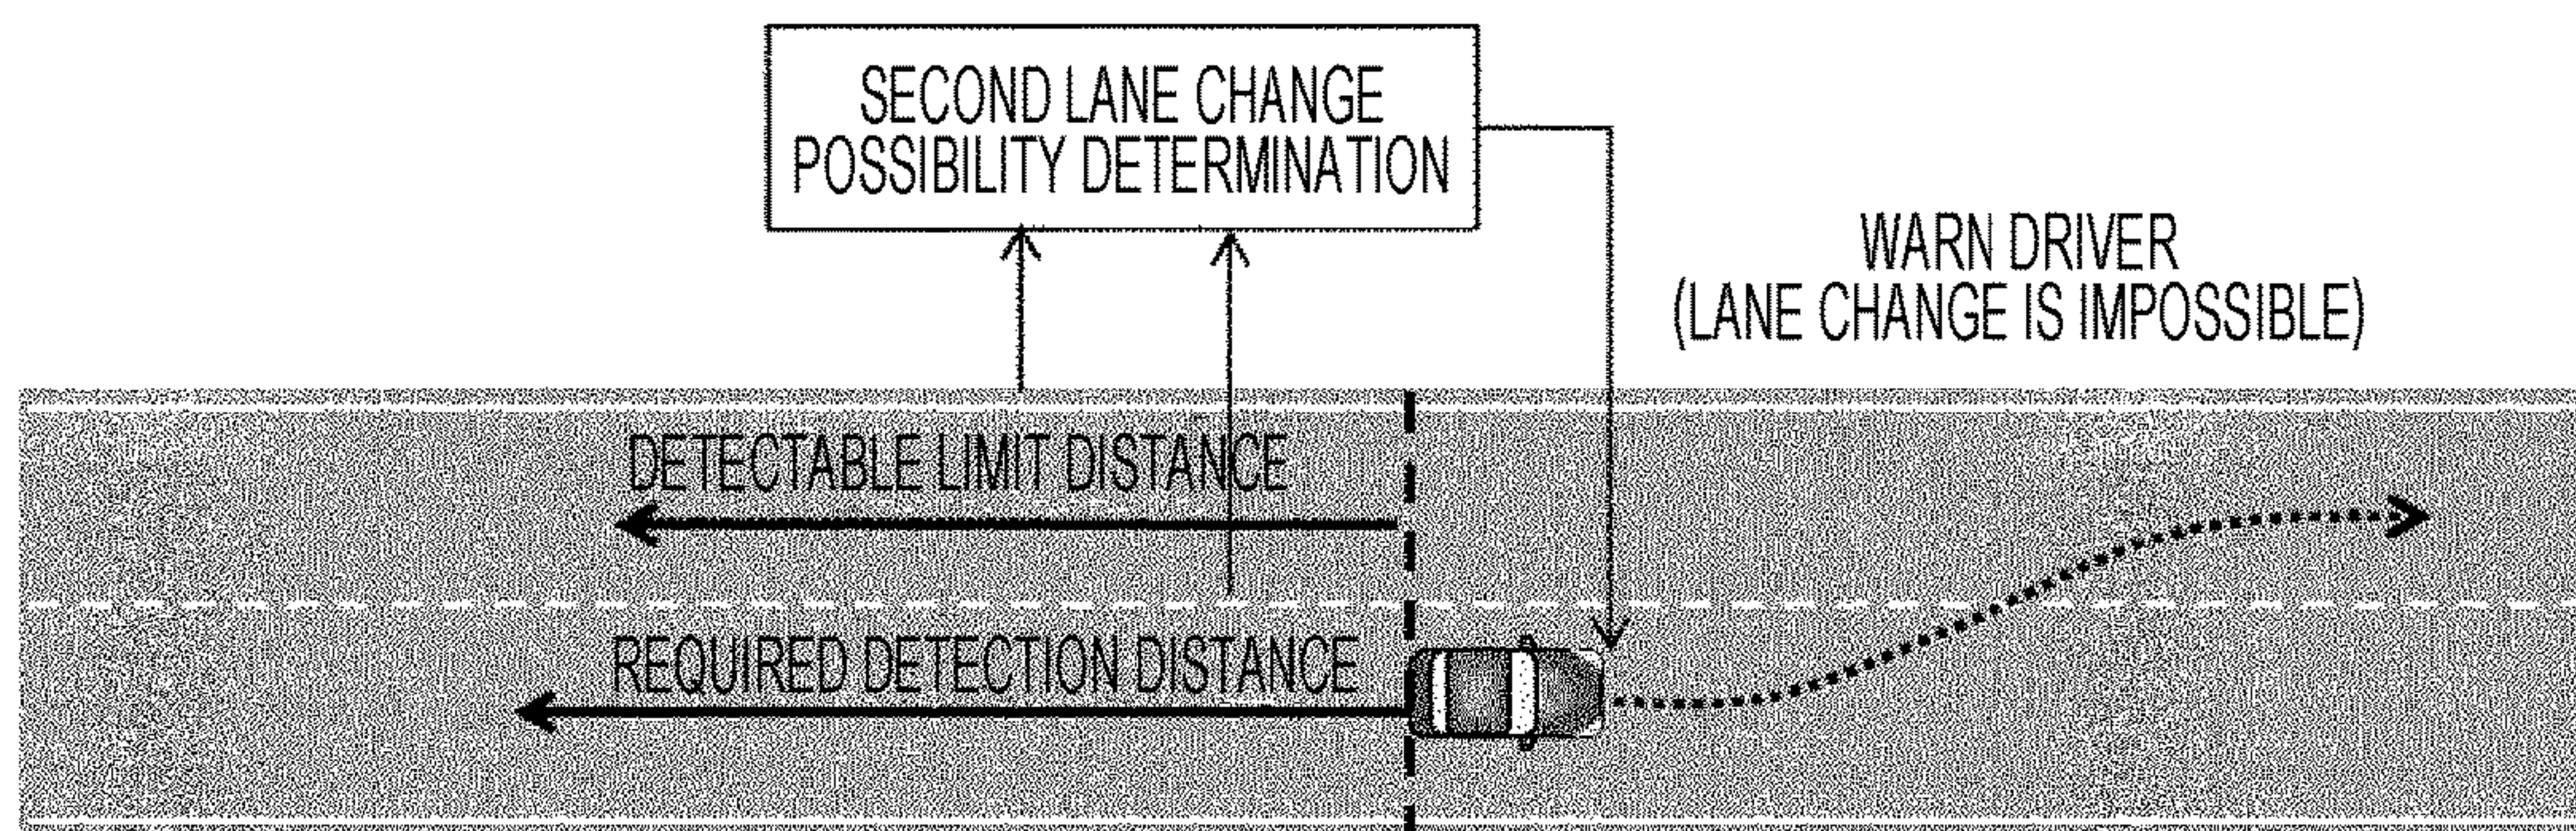 SECOND LANE CHANGE
POSSIBILITY DETERMINATION
WARN DRIVER
(LANE CHANGE IS IMPOSSIBLE)
DETECTABLE LIMIT DISTANCE
REQUIRED DETECTION DISTANCE